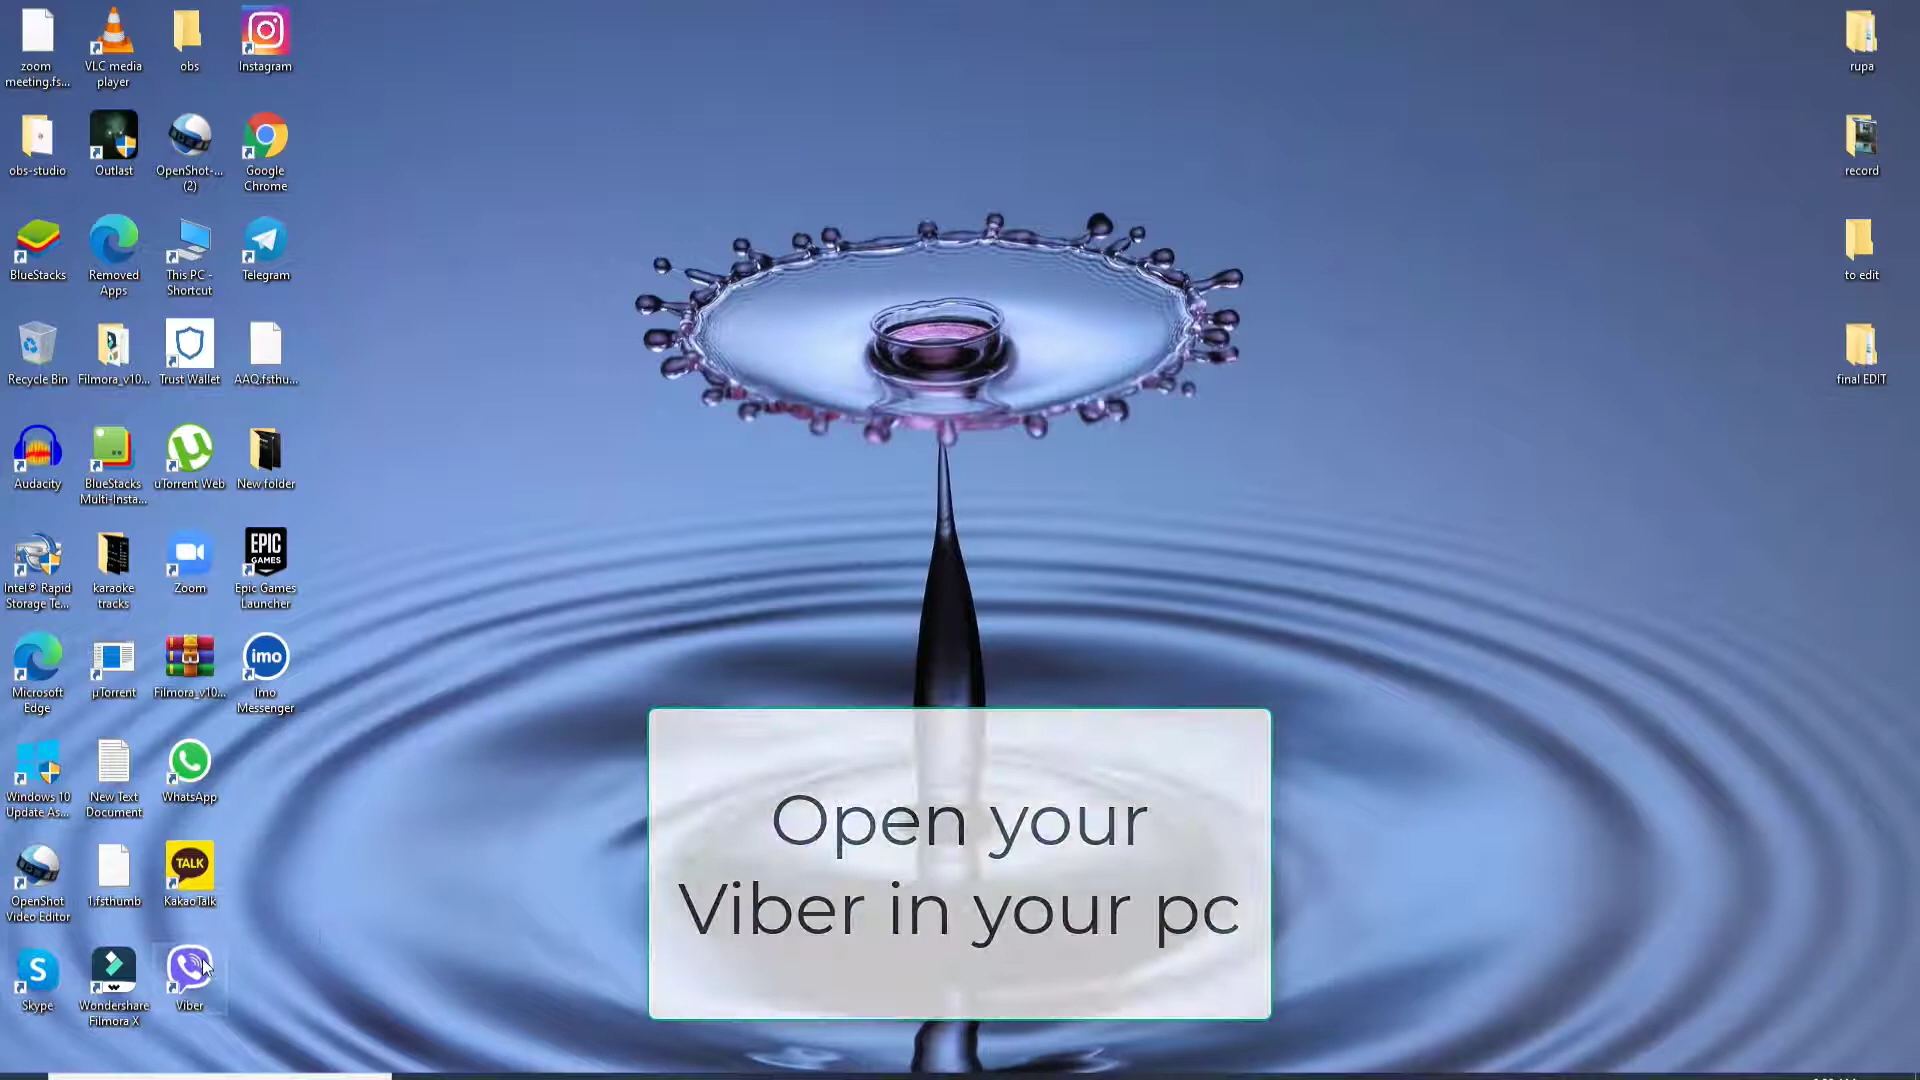 zoom
meeting.fs...
VLC media
player
obs
Instagram
obs-studio
Outlast
OpenShot-...
(2)
Google
Chrome
BlueStacks
Removed
Apps
This PC -
Shortcut
Telegram
Recycle Bin
Filmora_v10...
Trust Wallet
AAQ.fsthu...
Audacity
BlueStacks
Multi-Insta...
uTorrent Web
New folder
Intel® Rapid
Storage Te...
karaoke
tracks
Zoom
EPIC
GAMES
Epic Games
Launcher
Microsoft
Edge
µTorrent
Filmora_v10...
imo
Imo
Messenger
Windows 10
Update As...
New Text
Document
WhatsApp
OpenShot
Video Editor
1.fsthumb
TALK
KakaoTalk
S
Skype
Wondershare
Filmora X
Viber
rupa
record
to edit
final EDIT
Open your
Viber in your pc